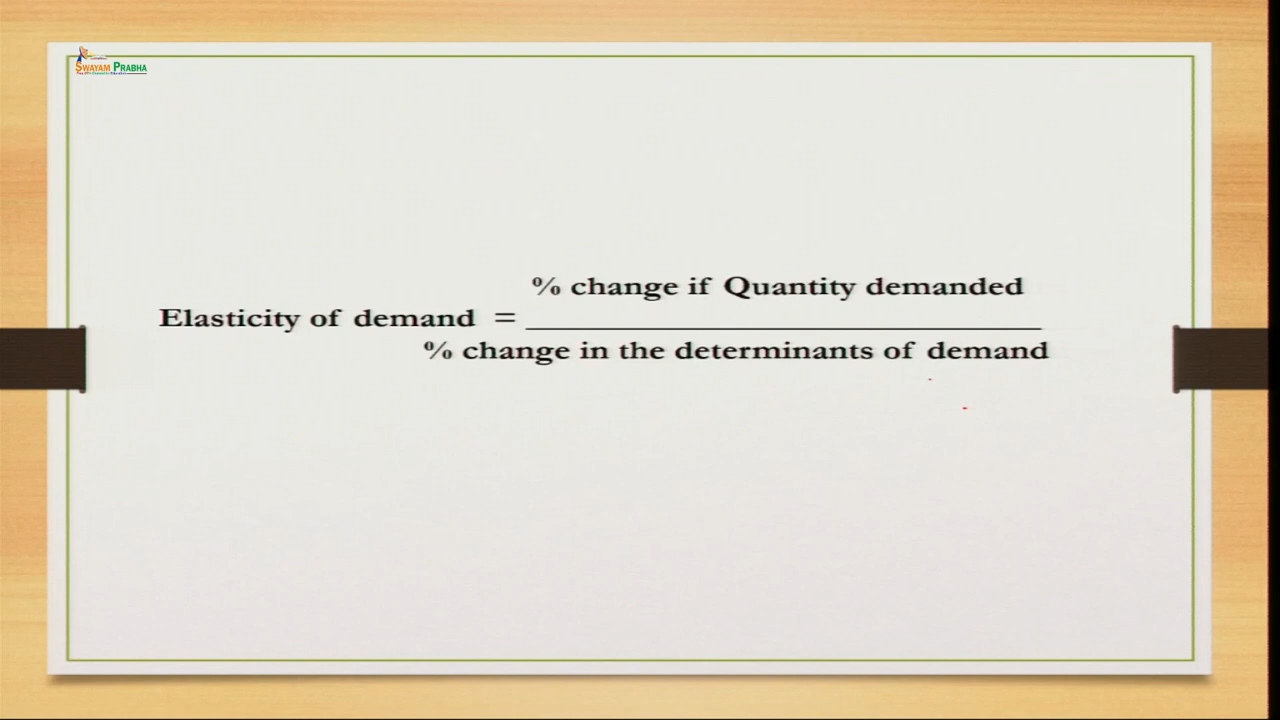 SWAYAM PRABHA
% change if Quantity demanded
Elasticity of demand =
% change in the determinants of demand